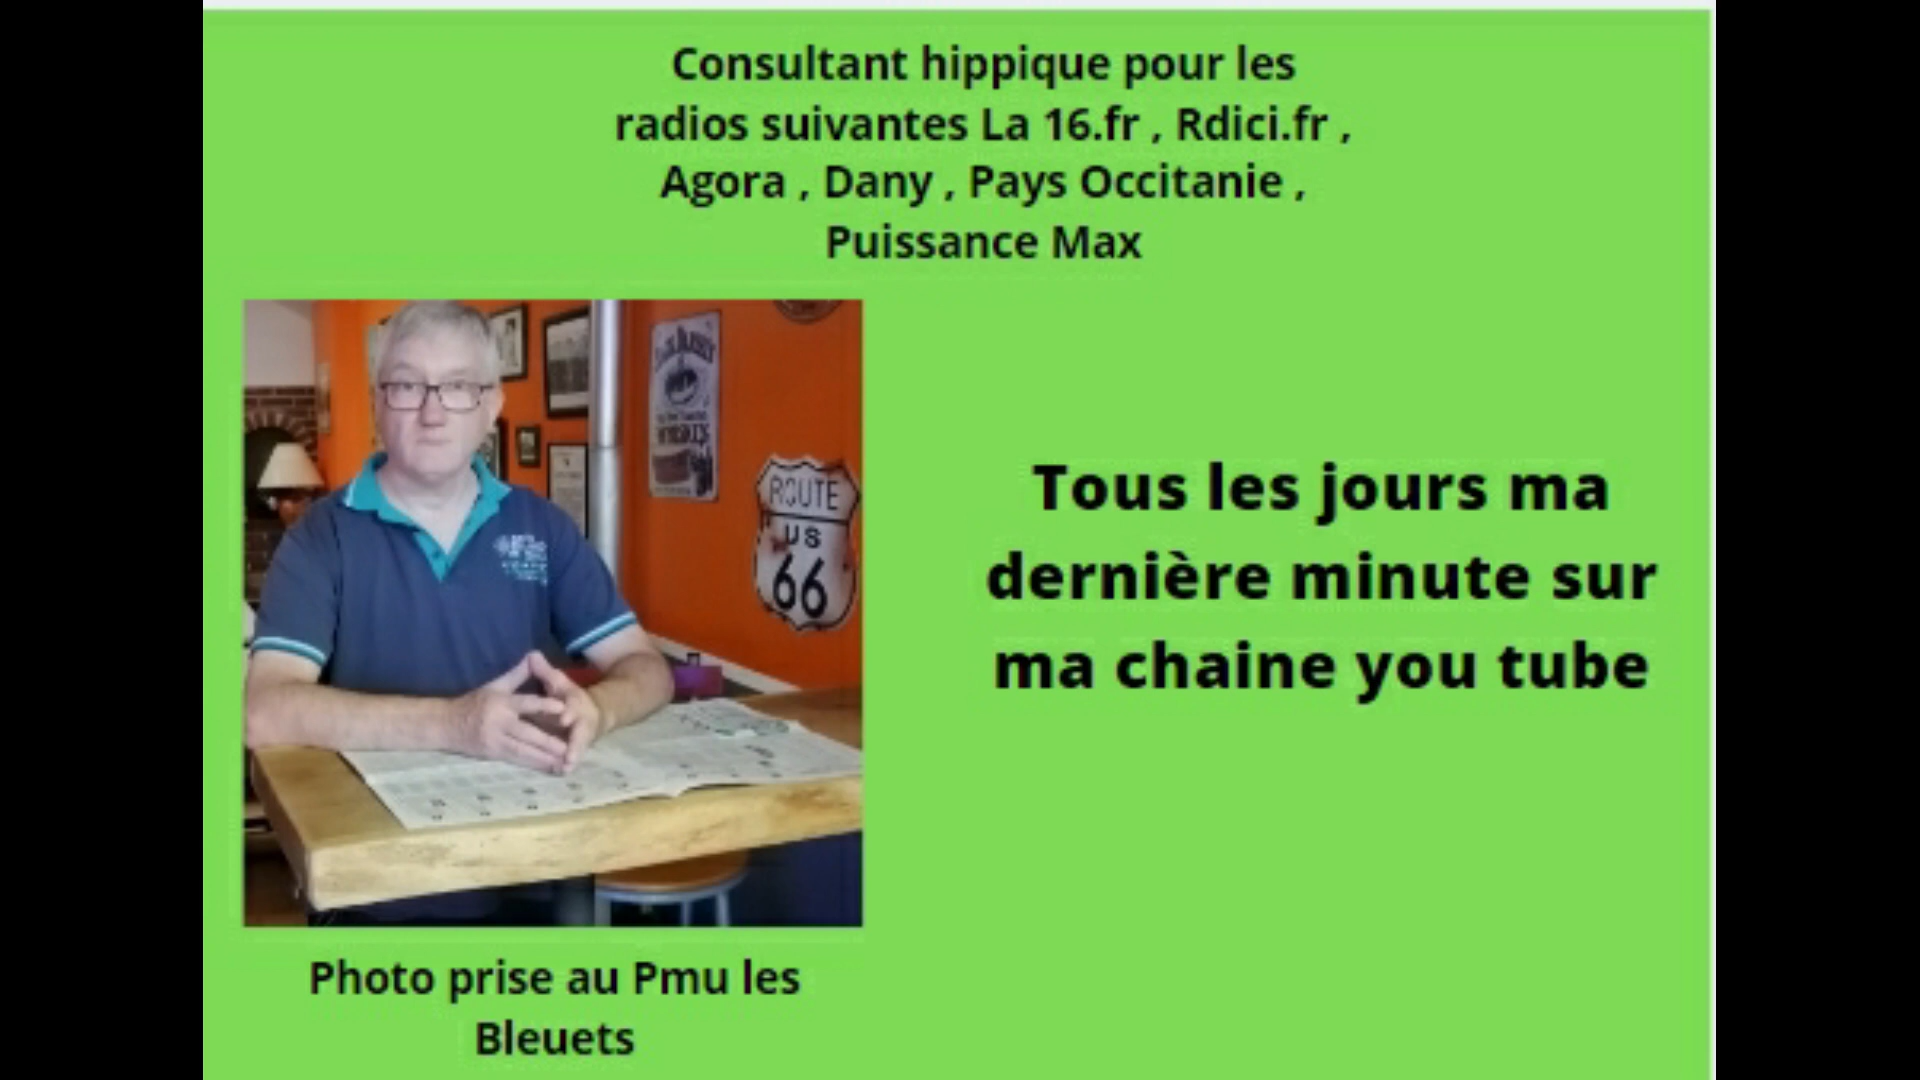 Consultant hippique pour les
radios suivantes La 16.fr , Rdici.fr ,
Agora , Dany , Pays Occitanie ,
Puissance Max
WHISKEY
ROUTE
US
66
Tous les jours ma
dernière minute sur
ma chaine you tube
Photo prise au Pmu les
Bleuets